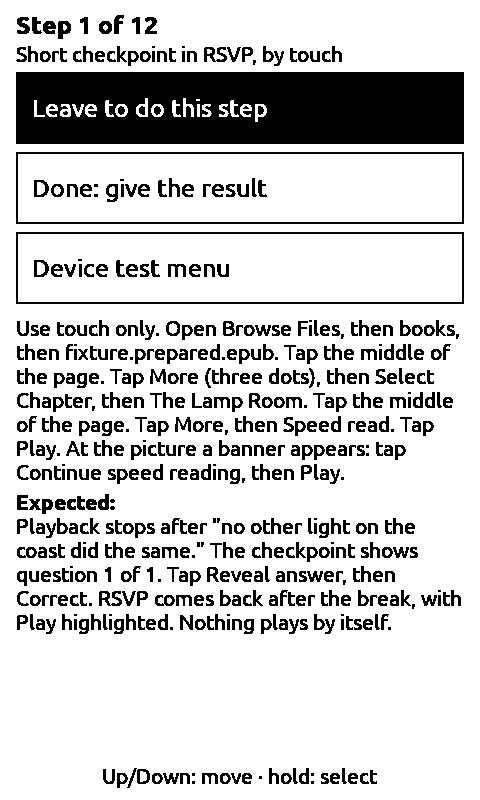 Step 1 of 12
Short checkpoint in RSVP, by touch
Leave to do this step
Done: give the result
Device test menu
Use touch only. Open Browse Files, then books,
then fixture.prepared.epub. Tap the middle of
the page. Tap More (three dots), then Select
Chapter, then The Lamp Room. Tap the middle
of the page. Tap More, then Speed read. Tap
Play. At the picture a banner appears: tap
Continue speed reading, then Play.
Expected:
Playback stops after "no other light on the
coast did the same." The checkpoint shows
question 1 of 1. Tap Reveal answer, then
Correct. RSVP comes back after the break, with
Play highlighted. Nothing plays by itself.
Up/Down: move · hold: select